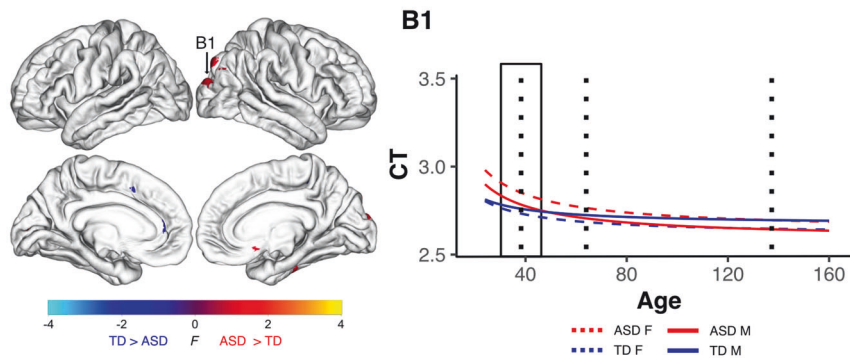 B1
B1
3.5
3.0
2.5
CT
40 80 120 160
Age
-4 -2 0 2 4
TD > ASD F ASD > TD
ASD F ASD M
TD F TD M